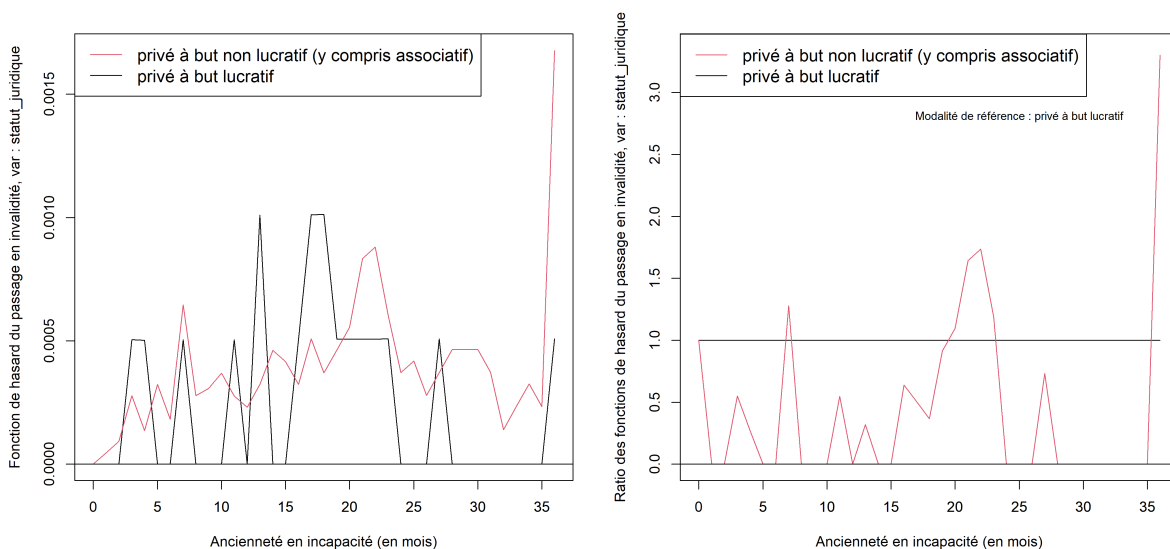 Fonction de hasard du passage en invalidité, var : statut_juridique
privé à but non lucratif (y compris associatif)
privé à but lucratif
0.0015
0.0010
0.0005
0.0000
0 5 10 15 20 25 30 35
Ancienneté en incapacité (en mois)
Ratio des fonctions de hasard du passage en invalidité, var : statut_juridique
privé à but non lucratif (y compris associatif)
privé à but lucratif
Modalité de référence : privé à but lucratif
3.0
2.5
2.0
1.5
1.0
0.5
0.0
0 5 10 15 20 25 30 35
Ancienneté en incapacité (en mois)